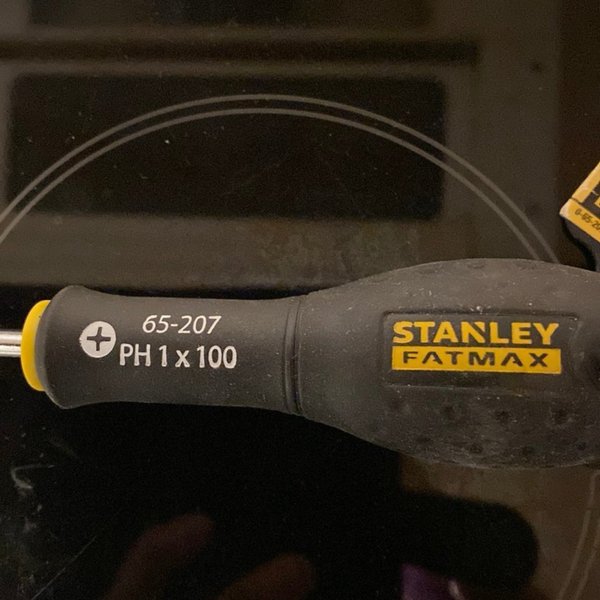 65-207
PH 1 x 100
STANLEY
FATMAX